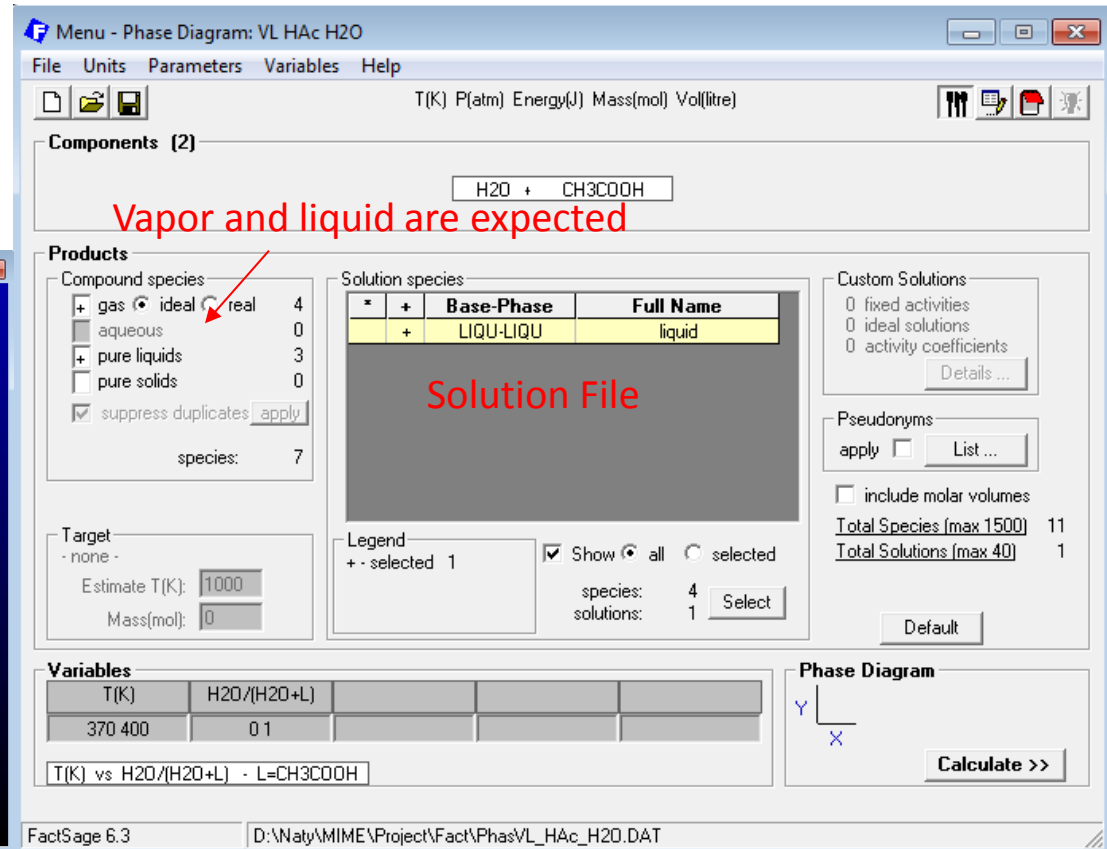 Menu - Phase Diagram: VL HAc H2O
File Units Parameters Variables Help
T(K) P(atm) Energy(J) Mass(mol) Vol(litre)
Components (2)
H2O + CH3COOH
Vapor and liquid are expected
Products
Compound species
+ gas ideal real 4
aqueous 0
+ pure liquids 3
pure solids 0
suppress duplicates apply
species: 7
Target
- none -
Estimate T(K): 1000
Mass(mol): 0
Solution species
* + Base-Phase Full Name
+ LIQU-LIQU liquid
Solution File
Legend
+ - selected 1
Show all selected
species: 4
solutions: 1
Select
Custom Solutions
0 fixed activities
0 ideal solutions
0 activity coefficients
Details ...
Pseudonyms
apply List ...
include molar volumes
Total Species (max 1500) 11
Total Solutions (max 40) 1
Default
Variables
T(K) H2O/(H2O+L)
370 400 0 1
T(K) vs H2O/(H2O+L) - L=CH3COOH
Phase Diagram
Y
X
Calculate >>
FactSage 6.3 D:\Naty\MIME\Project\Fact\PhasVL_HAc_H2O.DAT